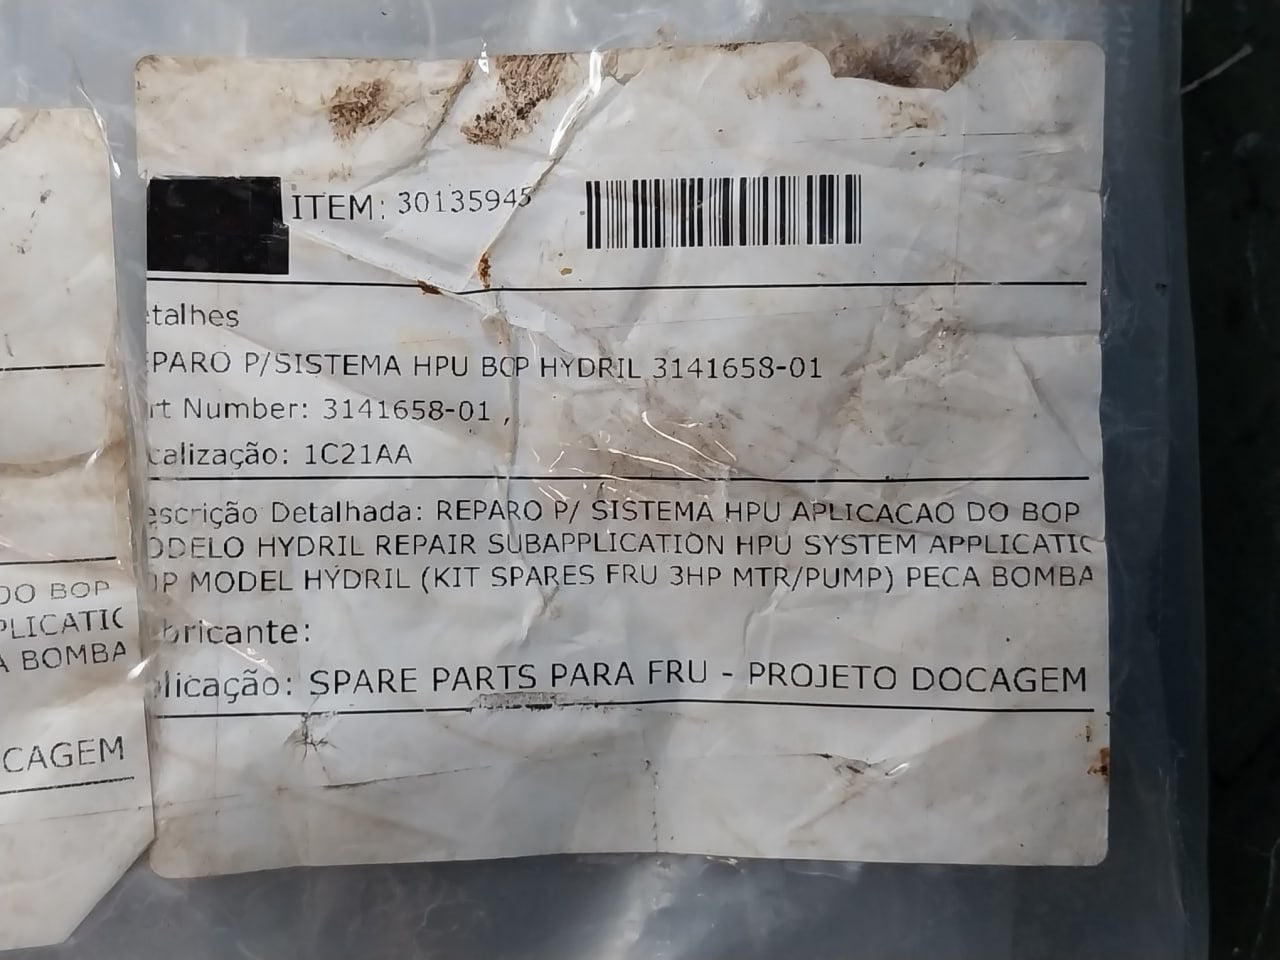 ITEM: 30135945
etalhes
EPARO P/SISTEMA HPU BOP HYDRIL 3141658-01
rt Number: 3141658-01 ,
calização: 1C21AA
escrição Detalhada: REPARO P/ SISTEMA HPU APLICACAO DO BOP
ODELO HYDRIL REPAIR SUBAPPLICATION HPU SYSTEM APPLICATIC
OP MODEL HYDRIL (KIT SPARES FRU 3HP MTR/PUMP) PECA BOMBA
bricante:
licação: SPARE PARTS PARA FRU - PROJETO DOCAGEM
DO BOP
PLICATIC
A BOMBA
CAGEM